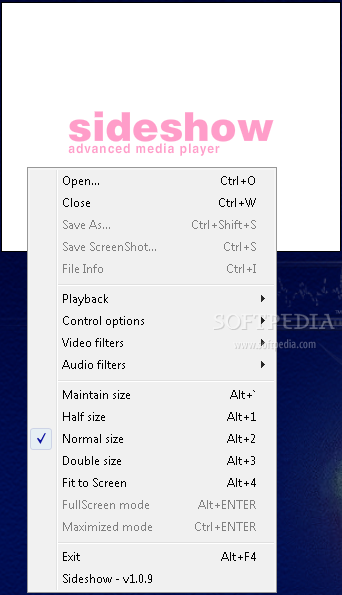 sideshow
advanced media player
Open... Ctrl+O
Close Ctrl+W
Save As... Ctrl+Shift+S
Save ScreenShot... Ctrl+S
File Info Ctrl+I
Playback
Control options
Video filters
Audio filters
SOFTPEDIA
www.softpedia.com
Maintain size Alt+`
Half size Alt+1
Normal size Alt+2
Double size Alt+3
Fit to Screen Alt+4
FullScreen mode Alt+ENTER
Maximized mode Ctrl+ENTER
Exit Alt+F4
Sideshow - v1.0.9